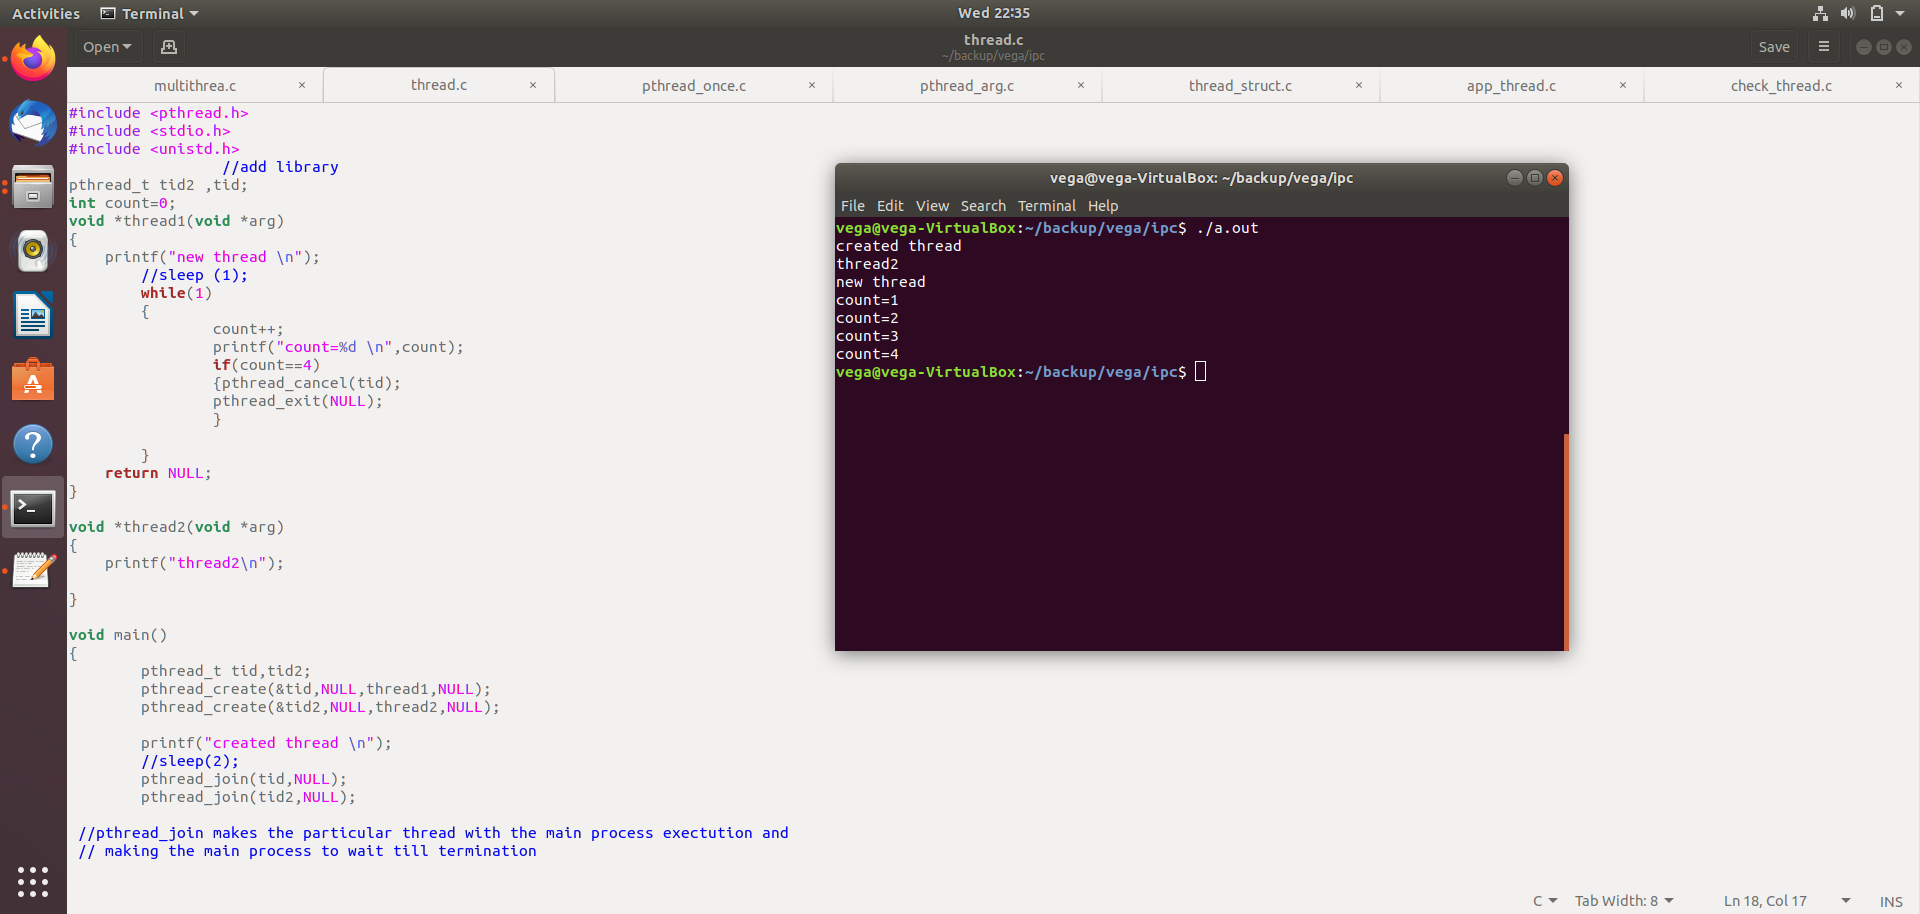 Activities Terminal Wed 22:35
Open thread.c Save
~/backup/vega/ipc
multithrea.c × thread.c × pthread_once.c × pthread_arg.c × thread_struct.c × app_thread.c × check_thread.c ×
#include <pthread.h>
#include <stdio.h>
#include <unistd.h>
//add library
pthread_t tid2 ,tid;
int count=0;
void *thread1(void *arg)
{
printf("new thread \n");
//sleep (1);
while(1)
{
count++;
printf("count=%d \n",count);
if(count==4)
{pthread_cancel(tid);
pthread_exit(NULL);
}
}
return NULL;
}
void *thread2(void *arg)
{
printf("thread2\n");
}
void main()
{
pthread_t tid,tid2;
pthread_create(&tid,NULL,thread1,NULL);
pthread_create(&tid2,NULL,thread2,NULL);
printf("created thread \n");
//sleep(2);
pthread_join(tid,NULL);
pthread_join(tid2,NULL);
//pthread_join makes the particular thread with the main process exectution and
// making the main process to wait till termination
vega@vega-VirtualBox: ~/backup/vega/ipc
File Edit View Search Terminal Help
vega@vega-VirtualBox:~/backup/vega/ipc$ ./a.out
created thread
thread2
new thread
count=1
count=2
count=3
count=4
vega@vega-VirtualBox:~/backup/vega/ipc$
C Tab Width: 8 Ln 18, Col 17 INS